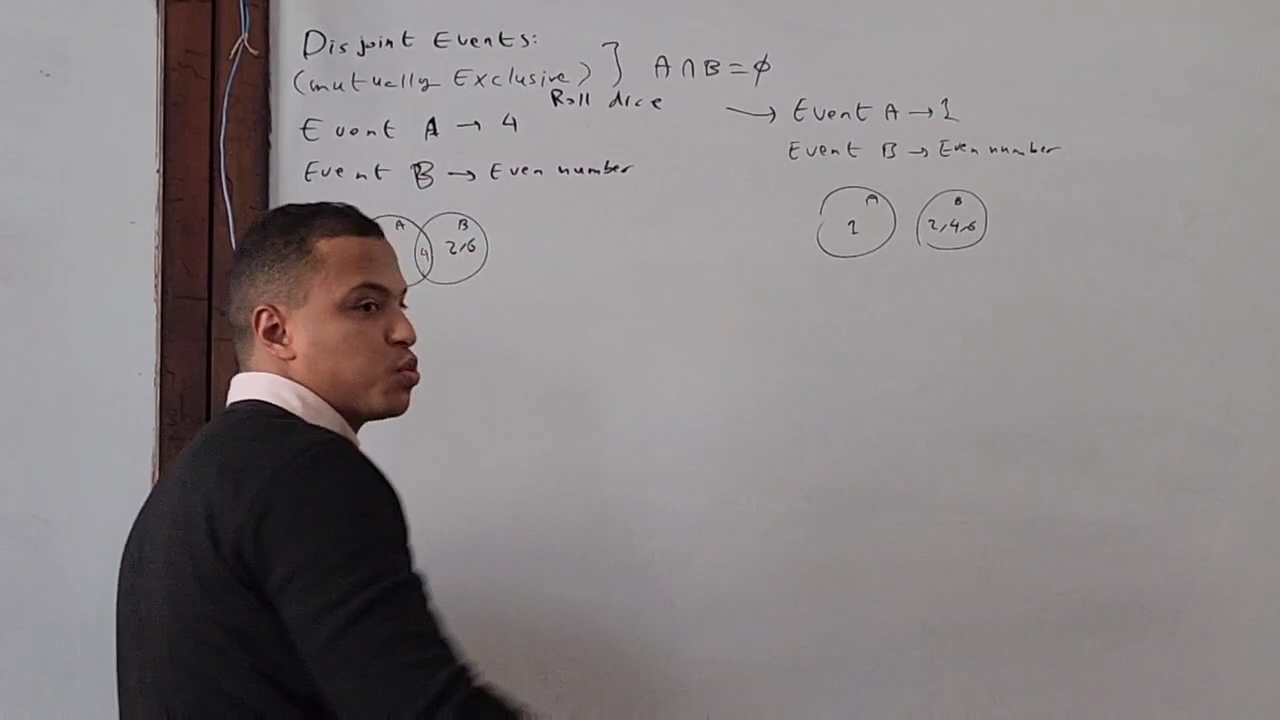 Disjoint Events:
(mutually Exclusive) } A ∩ B = ϕ
Roll dice
Event A → 4
Event B → Even number
A B
4 2,6
→ Event A → 1
Event B → Even number
A B
1 2,4,6